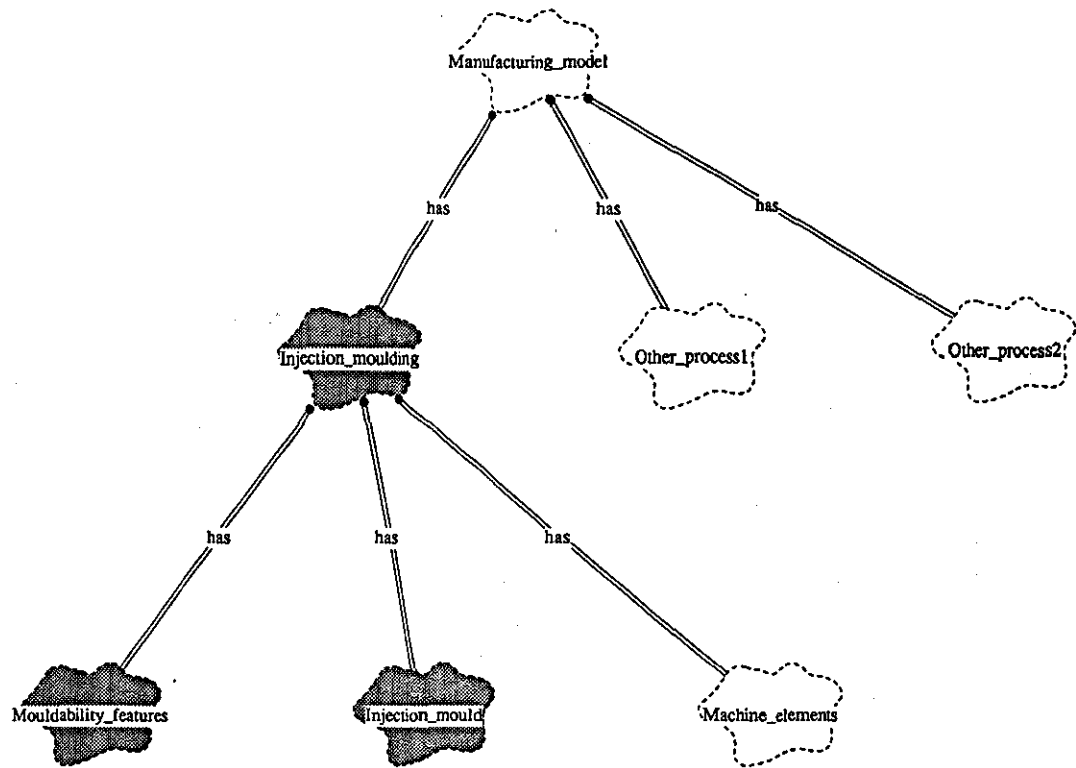 Manufacturing_model
has
has
has
Injection_moulding
Other_process1
Other_process2
has
has
has
Mouldability_features
Injection_mould
Machine_elements